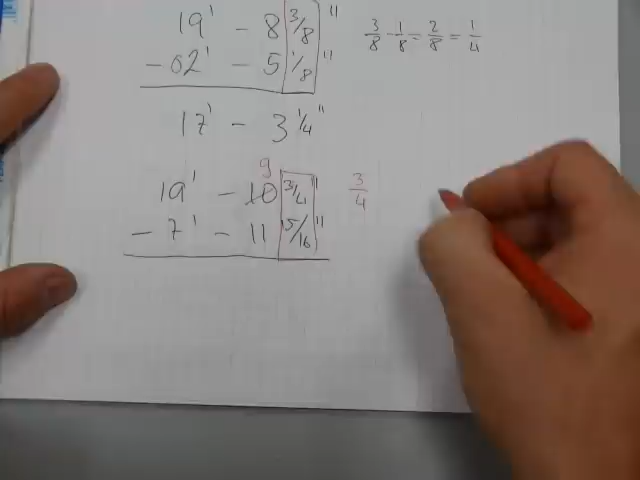 19' - 8 3/8" 3/8 - 1/8 = 2/8 = 1/4
- 02' - 5 1/8"
17' - 3 1/4"
9
19' - 10 3/4" 3/4
- 7' - 11 15/16"